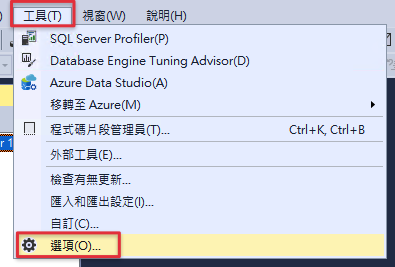 工具(T) 視窗(W) 說明(H)
SQL Server Profiler(P)
Database Engine Tuning Advisor(D)
Azure Data Studio(A)
移轉至 Azure(M)
程式碼片段管理員(T)... Ctrl+K, Ctrl+B
外部工具(E)...
檢查有無更新...
匯入和匯出設定(I)...
自訂(C)...
選項(O)...